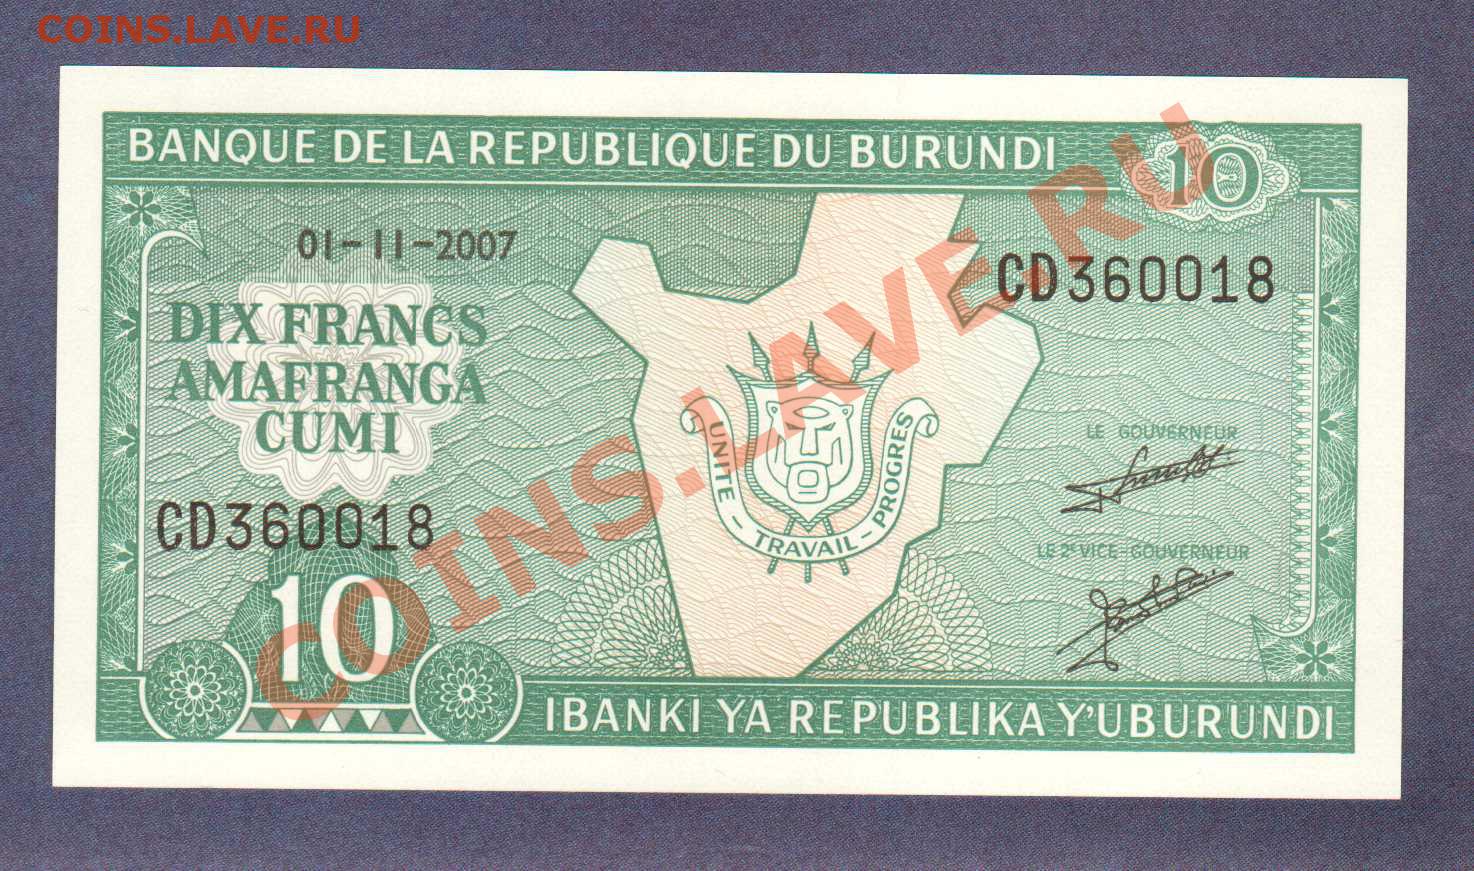 COINS.LAVE.RU
BANQUE DE LA REPUBLIQUE DU BURUNDI
10
01-11-2007
CD360018
DIX FRANCS
AMAFRANGA
CUMI
UNITE - TRAVAIL - PROGRES
LE GOUVERNEUR
CD360018
LE 2E VICE-GOUVERNEUR
10
IBANKI YA REPUBLIKA Y'UBURUNDI
COINS.LAVE.RU